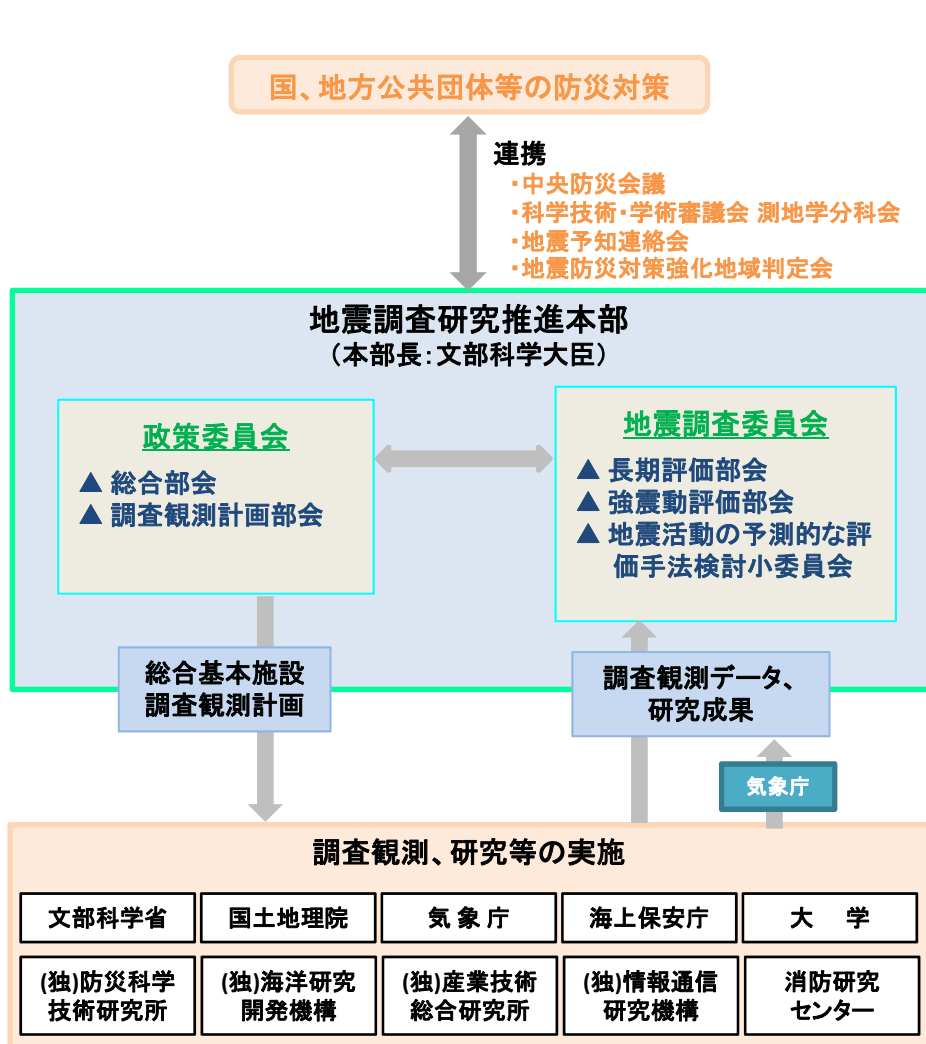 国、地方公共団体等の防災対策
連携
・中央防災会議
・科学技術・学術審議会 測地学分科会
・地震予知連絡会
・地震防災対策強化地域判定会
地震調査研究推進本部
（本部長：文部科学大臣）
政策委員会
▲ 総合部会
▲ 調査観測計画部会
地震調査委員会
▲ 長期評価部会
▲ 強震動評価部会
▲ 地震活動の予測的な評
価手法検討小委員会
総合基本施設
調査観測計画
調査観測データ、
研究成果
気象庁
調査観測、研究等の実施
文部科学省
国土地理院
気 象 庁
海上保安庁
大 学
(独)防災科学
技術研究所
(独)海洋研究
開発機構
(独)産業技術
総合研究所
(独)情報通信
研究機構
消防研究
センター